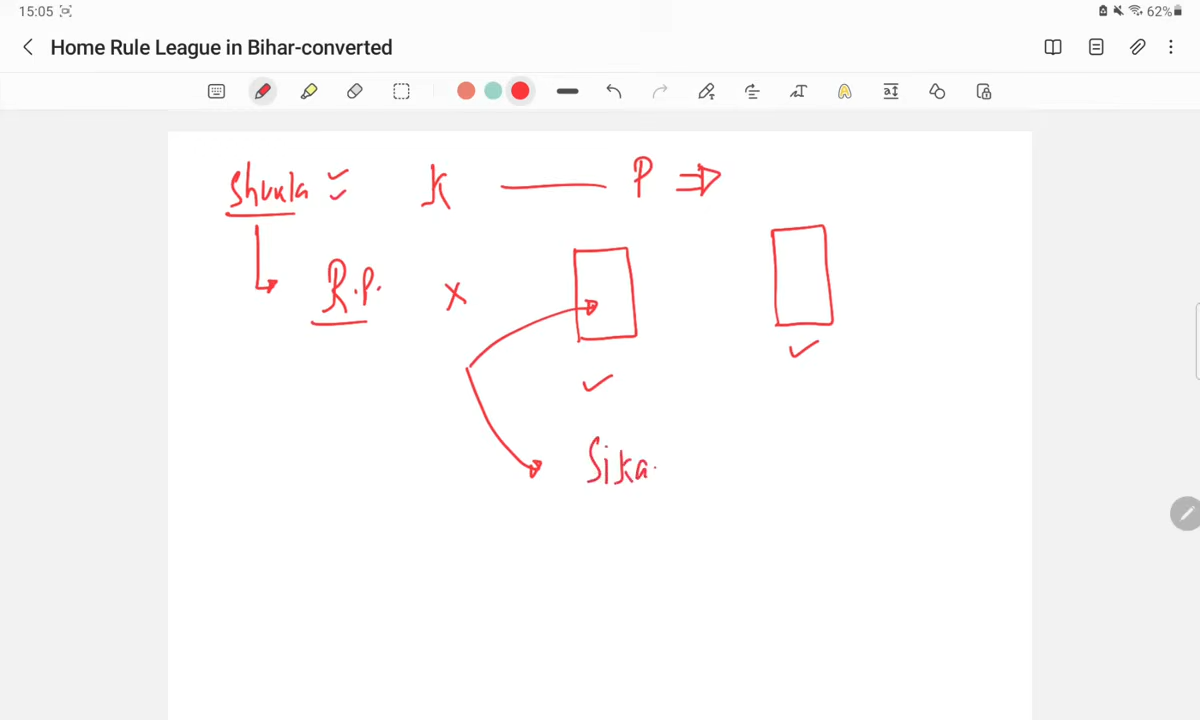 15:05 62%
Home Rule League in Bihar-converted
Shukla K P
R.P. x
Sika